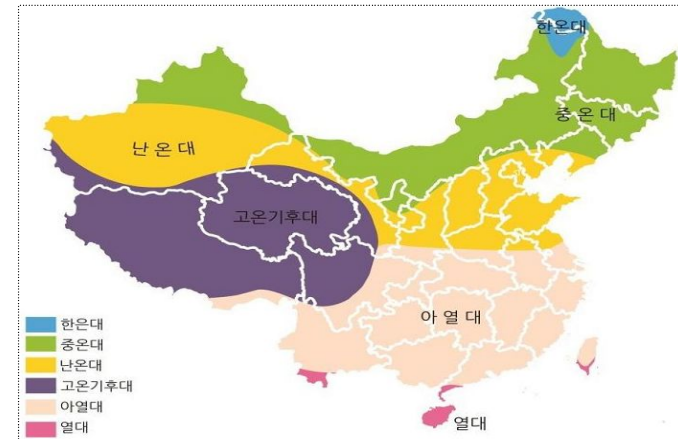 한온대
중 온 대
난 온 대
고온기후대
아 열 대
열대
한은대
중온대
난온대
고온기후대
아열대
열대